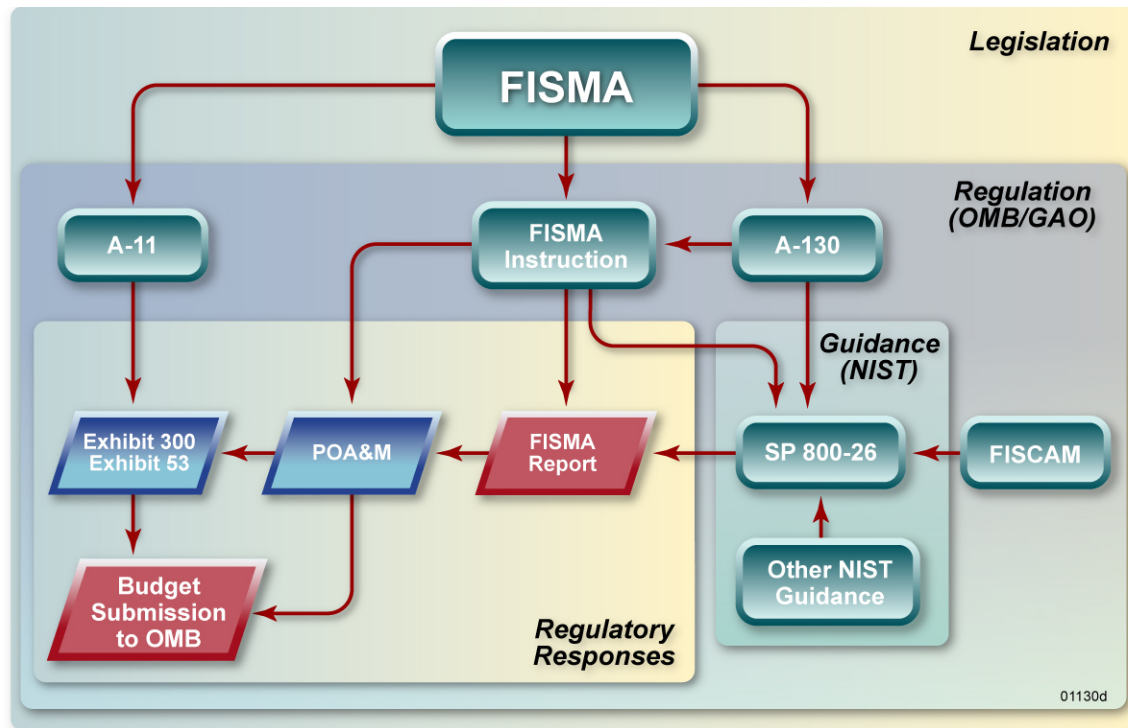 Legislation
FISMA
Regulation
(OMB/GAO)
A-11
FISMA
Instruction
A-130
Guidance
(NIST)
Exhibit 300
Exhibit 53
POA&M
FISMA
Report
SP 800-26
FISCAM
Budget
Submission
to OMB
Other NIST
Guidance
Regulatory
Responses
01130d